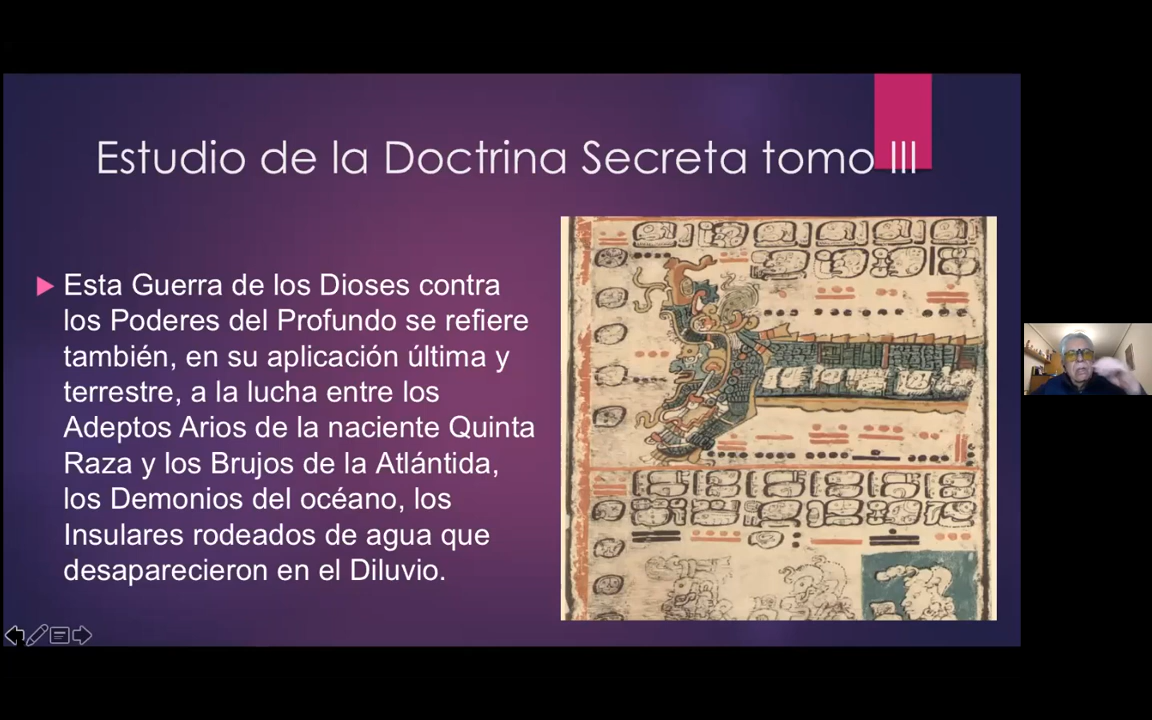 Estudio de la Doctrina Secreta tomo III
Esta Guerra de los Dioses contra
los Poderes del Profundo se refiere
también, en su aplicación última y
terrestre, a la lucha entre los
Adeptos Arios de la naciente Quinta
Raza y los Brujos de la Atlántida,
los Demonios del océano, los
Insulares rodeados de agua que
desaparecieron en el Diluvio.